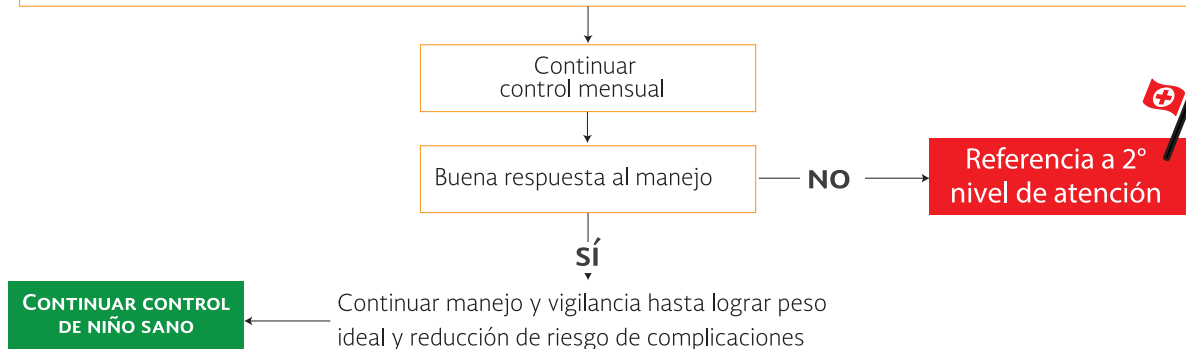 Continuar
control mensual
Buena respuesta al manejo
NO
Referencia a 2°
nivel de atención
SÍ
Continuar manejo y vigilancia hasta lograr peso
ideal y reducción de riesgo de complicaciones
CONTINUAR CONTROL
DE NIÑO SANO